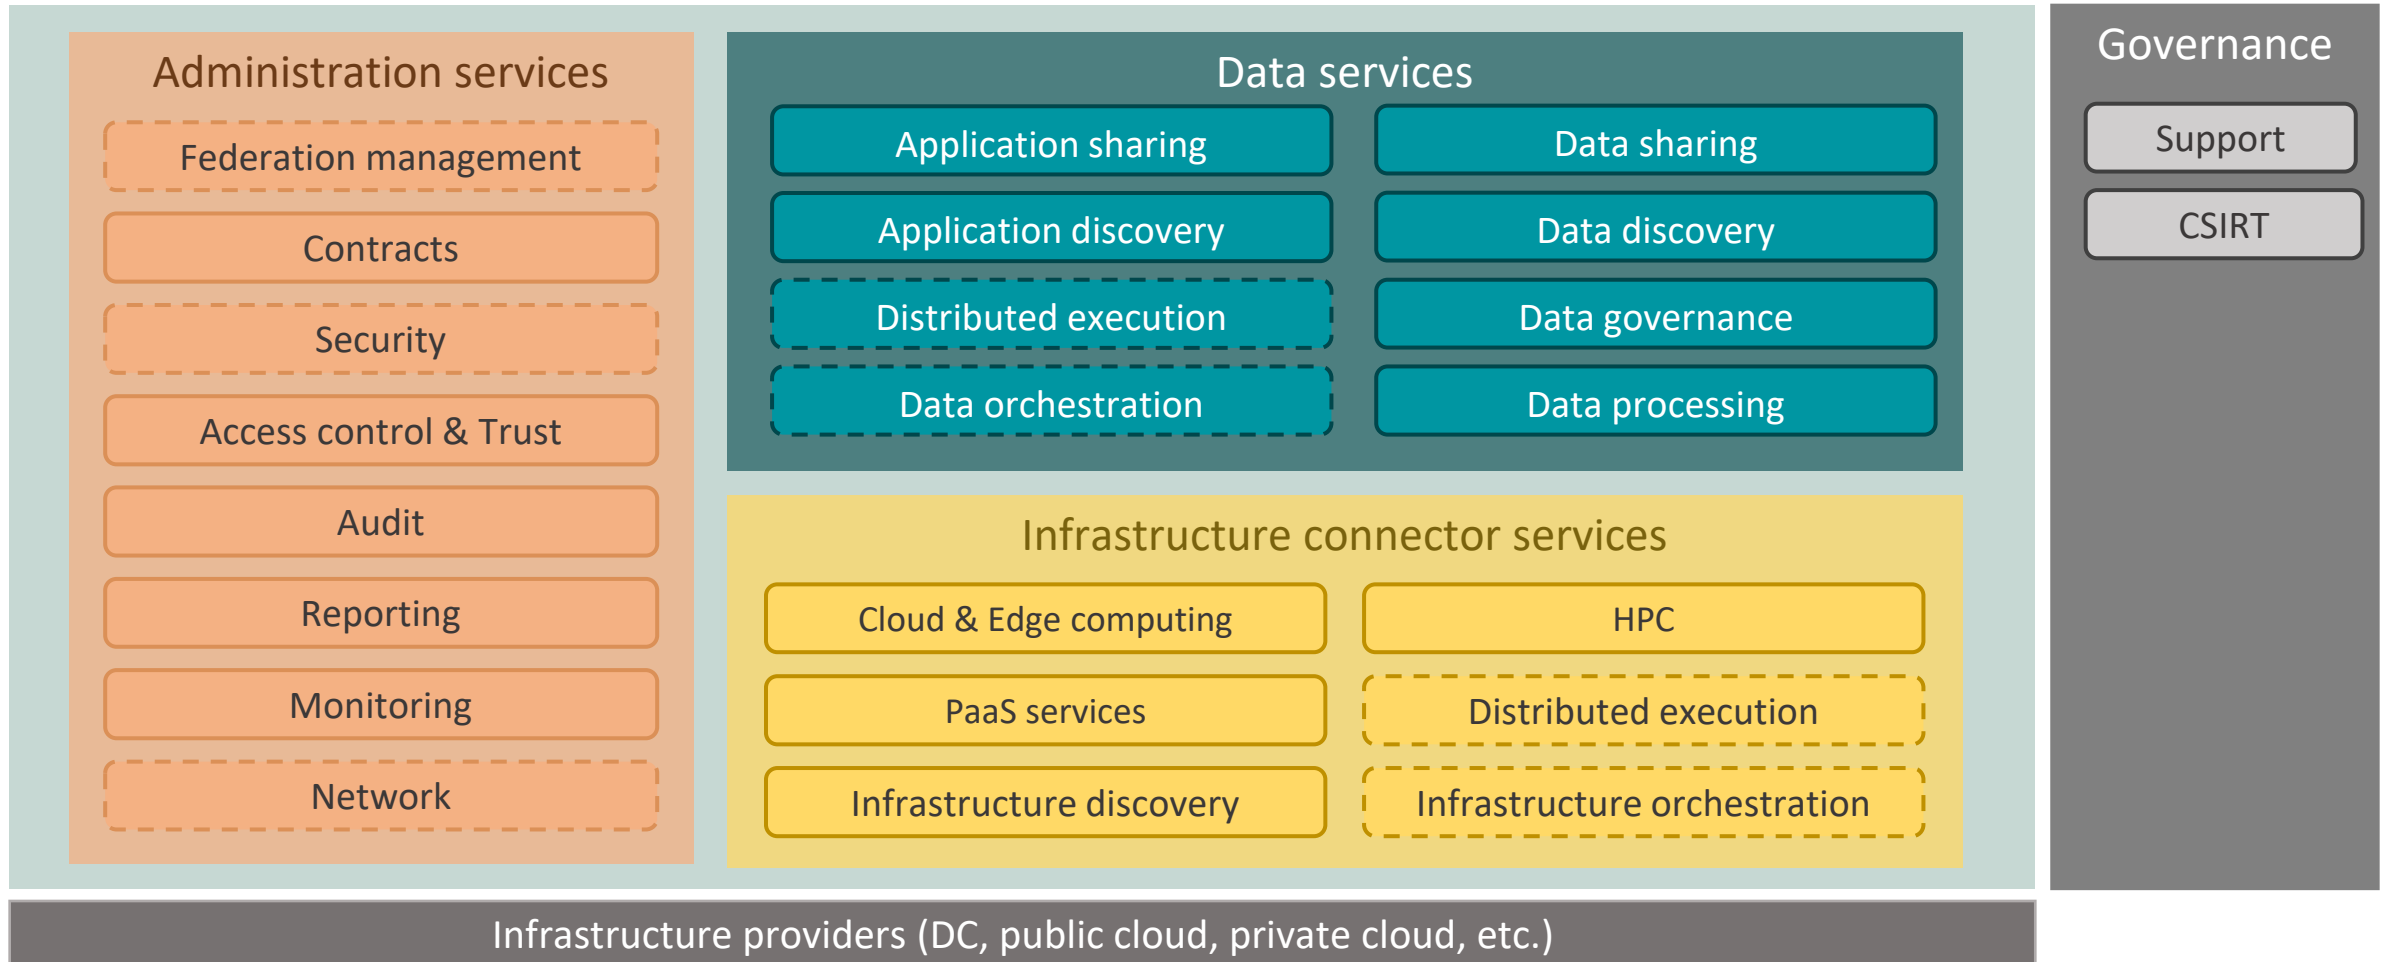 Administration services
Federation management
Contracts
Security
Access control & Trust
Audit
Reporting
Monitoring
Network
Data services
Application sharing
Data sharing
Application discovery
Data discovery
Distributed execution
Data governance
Data orchestration
Data processing
Infrastructure connector services
Cloud & Edge computing
HPC
PaaS services
Distributed execution
Infrastructure discovery
Infrastructure orchestration
Governance
Support
CSIRT
Infrastructure providers (DC, public cloud, private cloud, etc.)